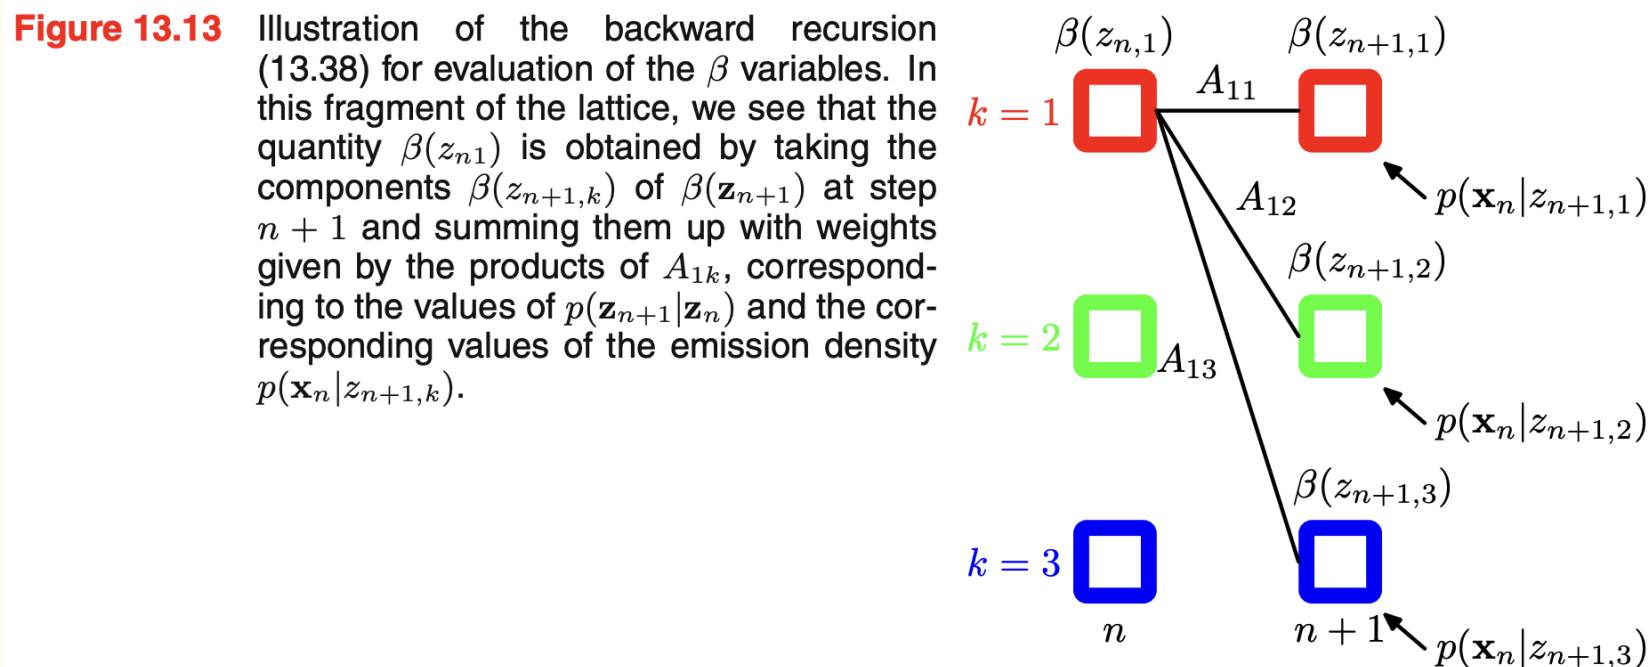 Figure 13.13 Illustration of the backward recursion
(13.38) for evaluation of the β variables. In
this fragment of the lattice, we see that the
quantity β(z_{n1}) is obtained by taking the
components β(z_{n+1,k}) of β(𝐳_{n+1}) at step
n + 1 and summing them up with weights
given by the products of A_{1k}, correspond-
ing to the values of p(𝐳_{n+1}|𝐳_n) and the cor-
responding values of the emission density
p(𝐱_n|z_{n+1,k}).
β(z_{n,1}) β(z_{n+1,1})
k = 1 A_{11}
p(𝐱_n|z_{n+1,1})
A_{12}
β(z_{n+1,2})
k = 2
A_{13}
p(𝐱_n|z_{n+1,2})
β(z_{n+1,3})
k = 3
n n + 1
p(𝐱_n|z_{n+1,3})